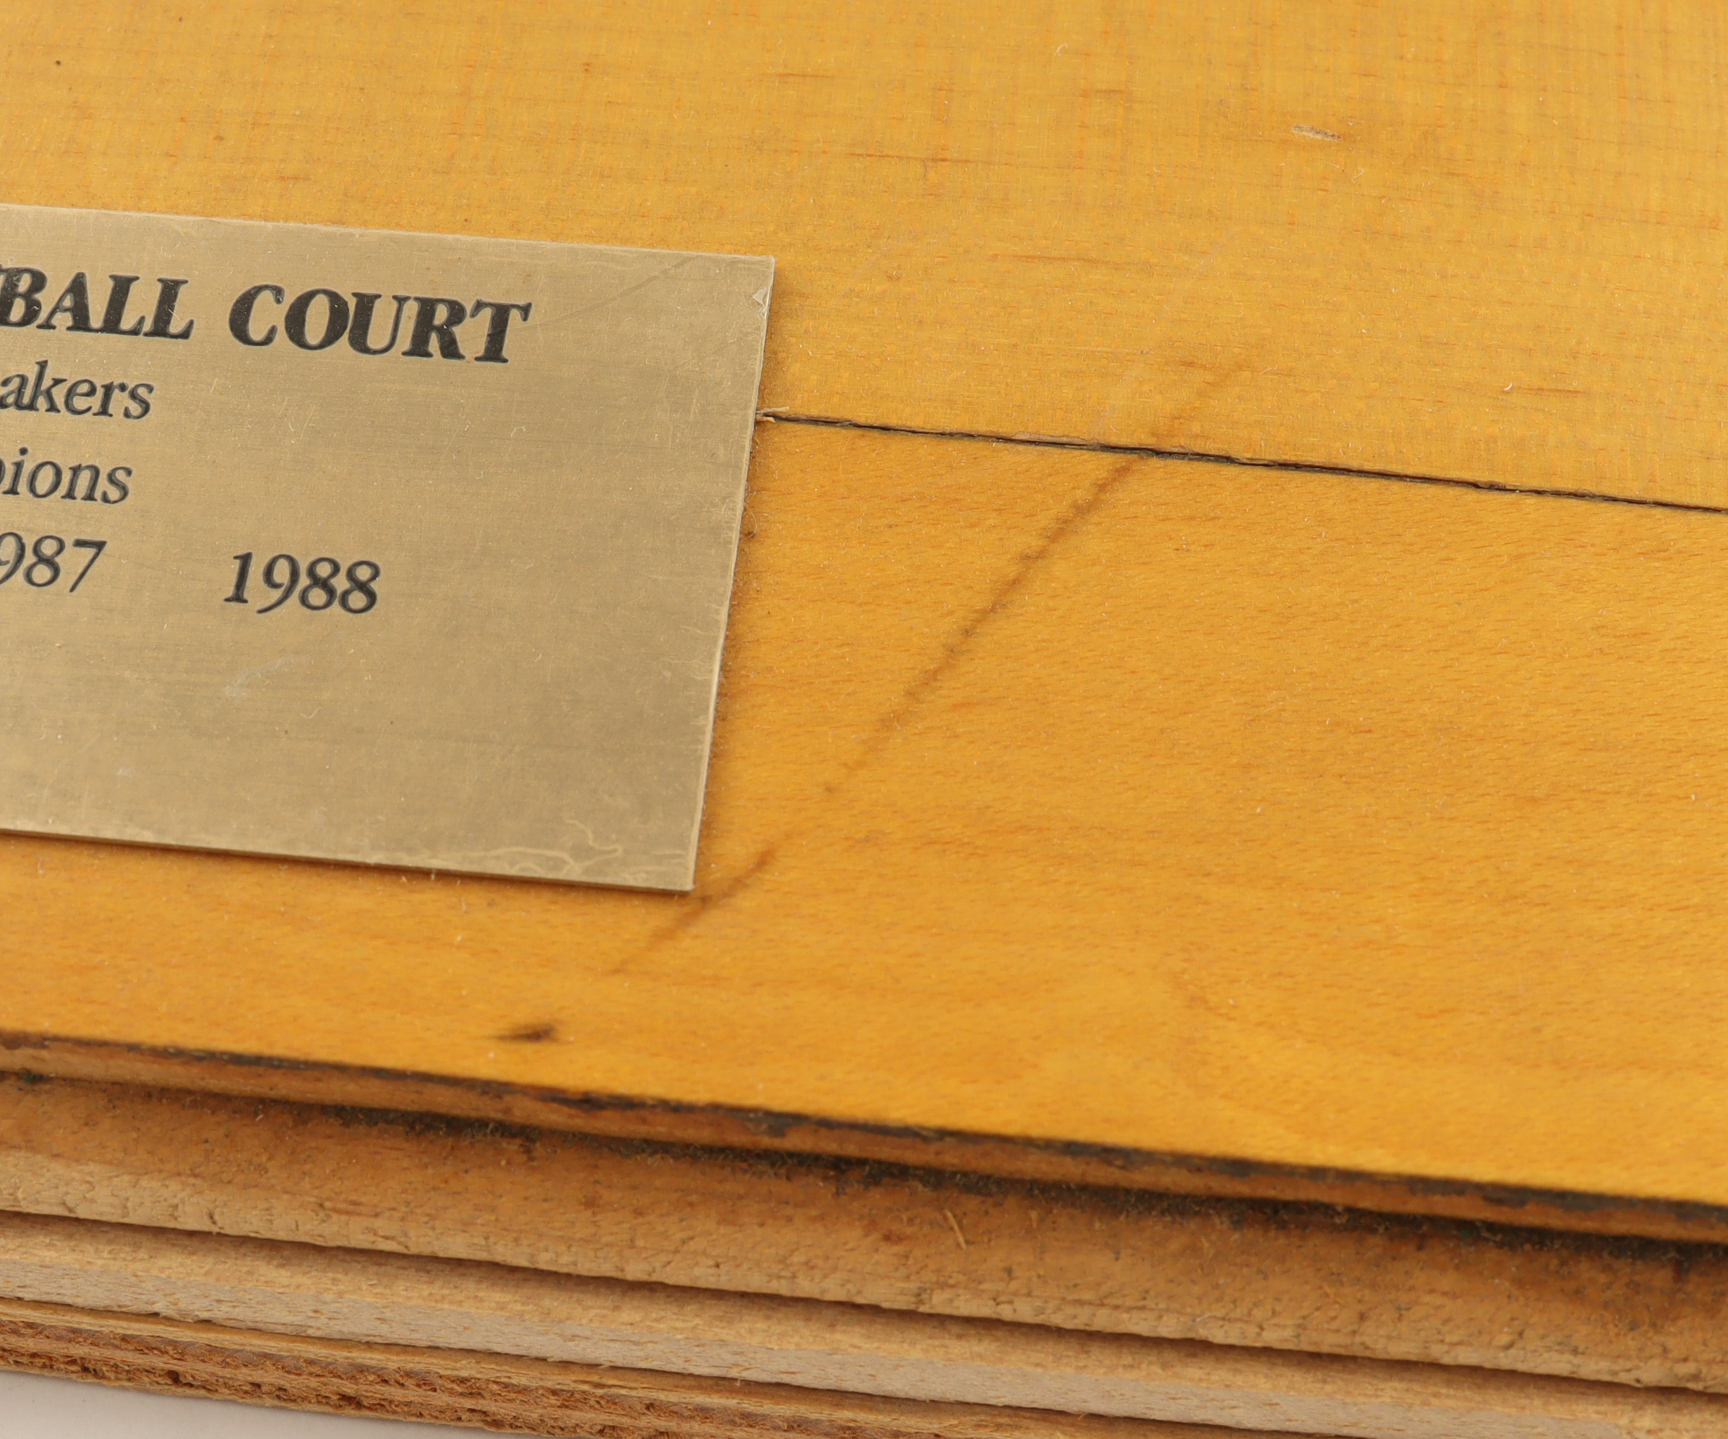 BALL COURT
akers
pions
987 1988